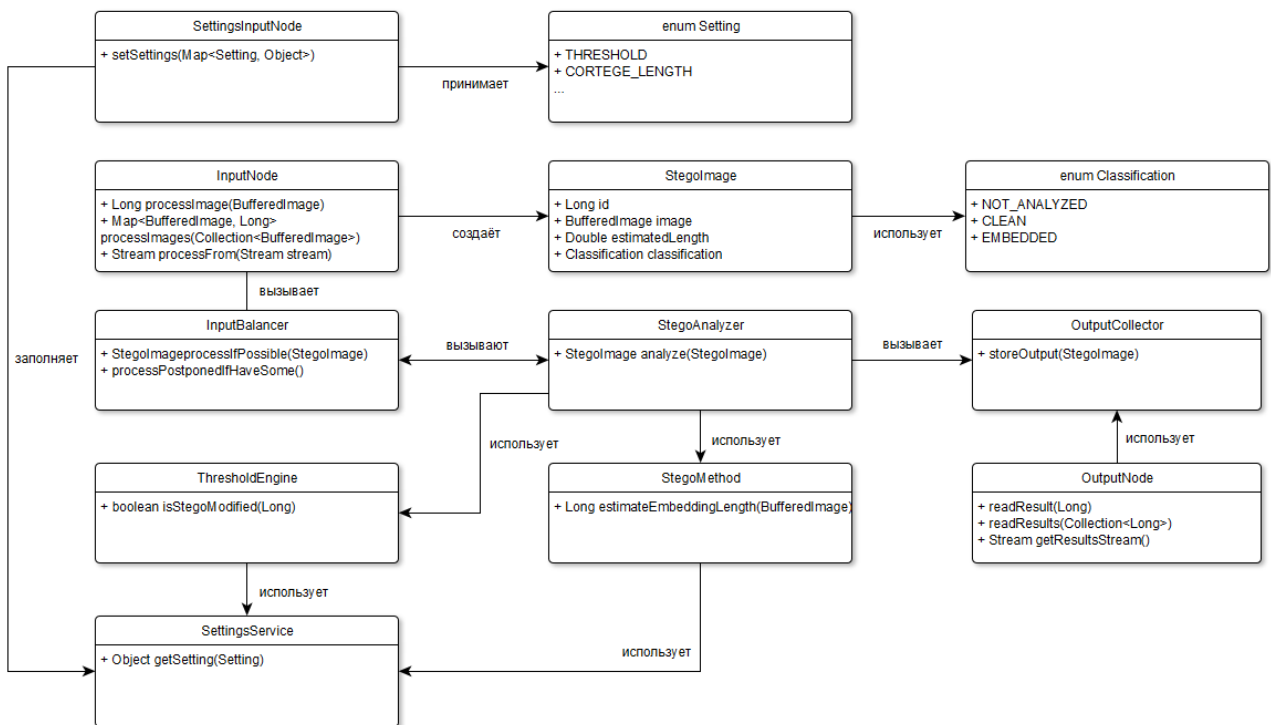 SettingsInputNode
+ setSettings(Map<Setting, Object>)
принимает
enum Setting
+ THRESHOLD
+ CORTEGE_LENGTH
...
InputNode
+ Long processImage(BufferedImage)
+ Map<BufferedImage, Long>
processImages(Collection<BufferedImage>)
+ Stream processFrom(Stream stream)
создаёт
StegoImage
+ Long id
+ BufferedImage image
+ Double estimatedLength
+ Classification classification
использует
enum Classification
+ NOT_ANALYZED
+ CLEAN
+ EMBEDDED
вызывает
заполняет
InputBalancer
+ StegoImageprocessIfPossible(StegoImage)
+ processPostponedIfHaveSome()
вызывают
StegoAnalyzer
+ StegoImage analyze(StegoImage)
вызывает
OutputCollector
+ storeOutput(StegoImage)
использует
использует
использует
ThresholdEngine
+ boolean isStegoModified(Long)
StegoMethod
+ Long estimateEmbeddingLength(BufferedImage)
OutputNode
+ readResult(Long)
+ readResults(Collection<Long>)
+ Stream getResultsStream()
использует
SettingsService
+ Object getSetting(Setting)
использует